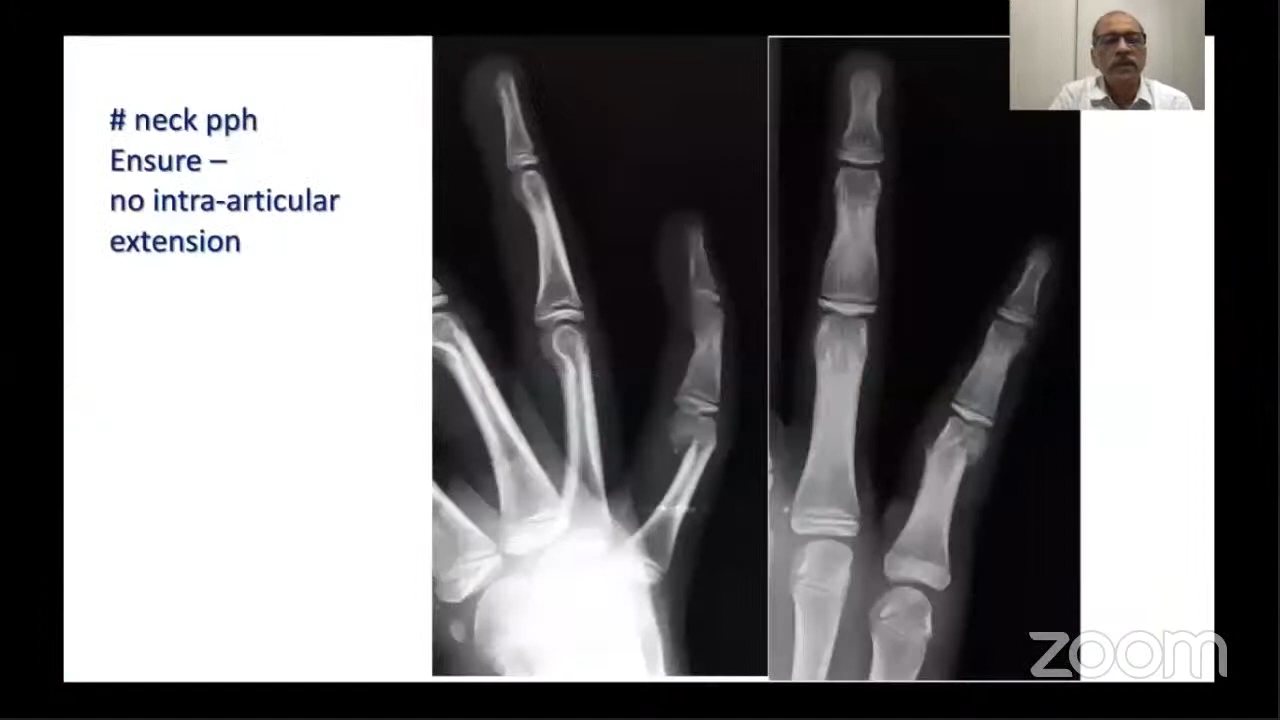 # neck pph
Ensure –
no intra-articular
extension
zoom